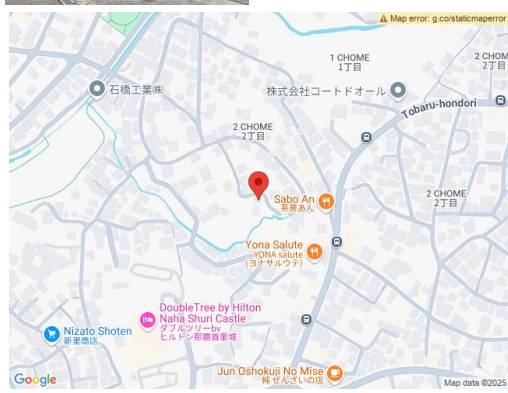 Map error: g.co/staticmaperror
1 CHOME
1丁目
2 CHOM
2丁目
石橋工業㈱
株式会社コートドオール
Tobaru-hondori
2 CHOME
2丁目
2 CHOME
2丁目
Sabo An
茶房あん
Yona Salute
YONA salute
(ヨナサルウテ)
DoubleTree by Hilton
Naha Shuri Castle
ダブルツリーby
ヒルトン那覇首里城
Nizato Shoten
新里商店
Jun Oshokuji No Mise
純 ぜんざいの店
Google
Map data ©2025